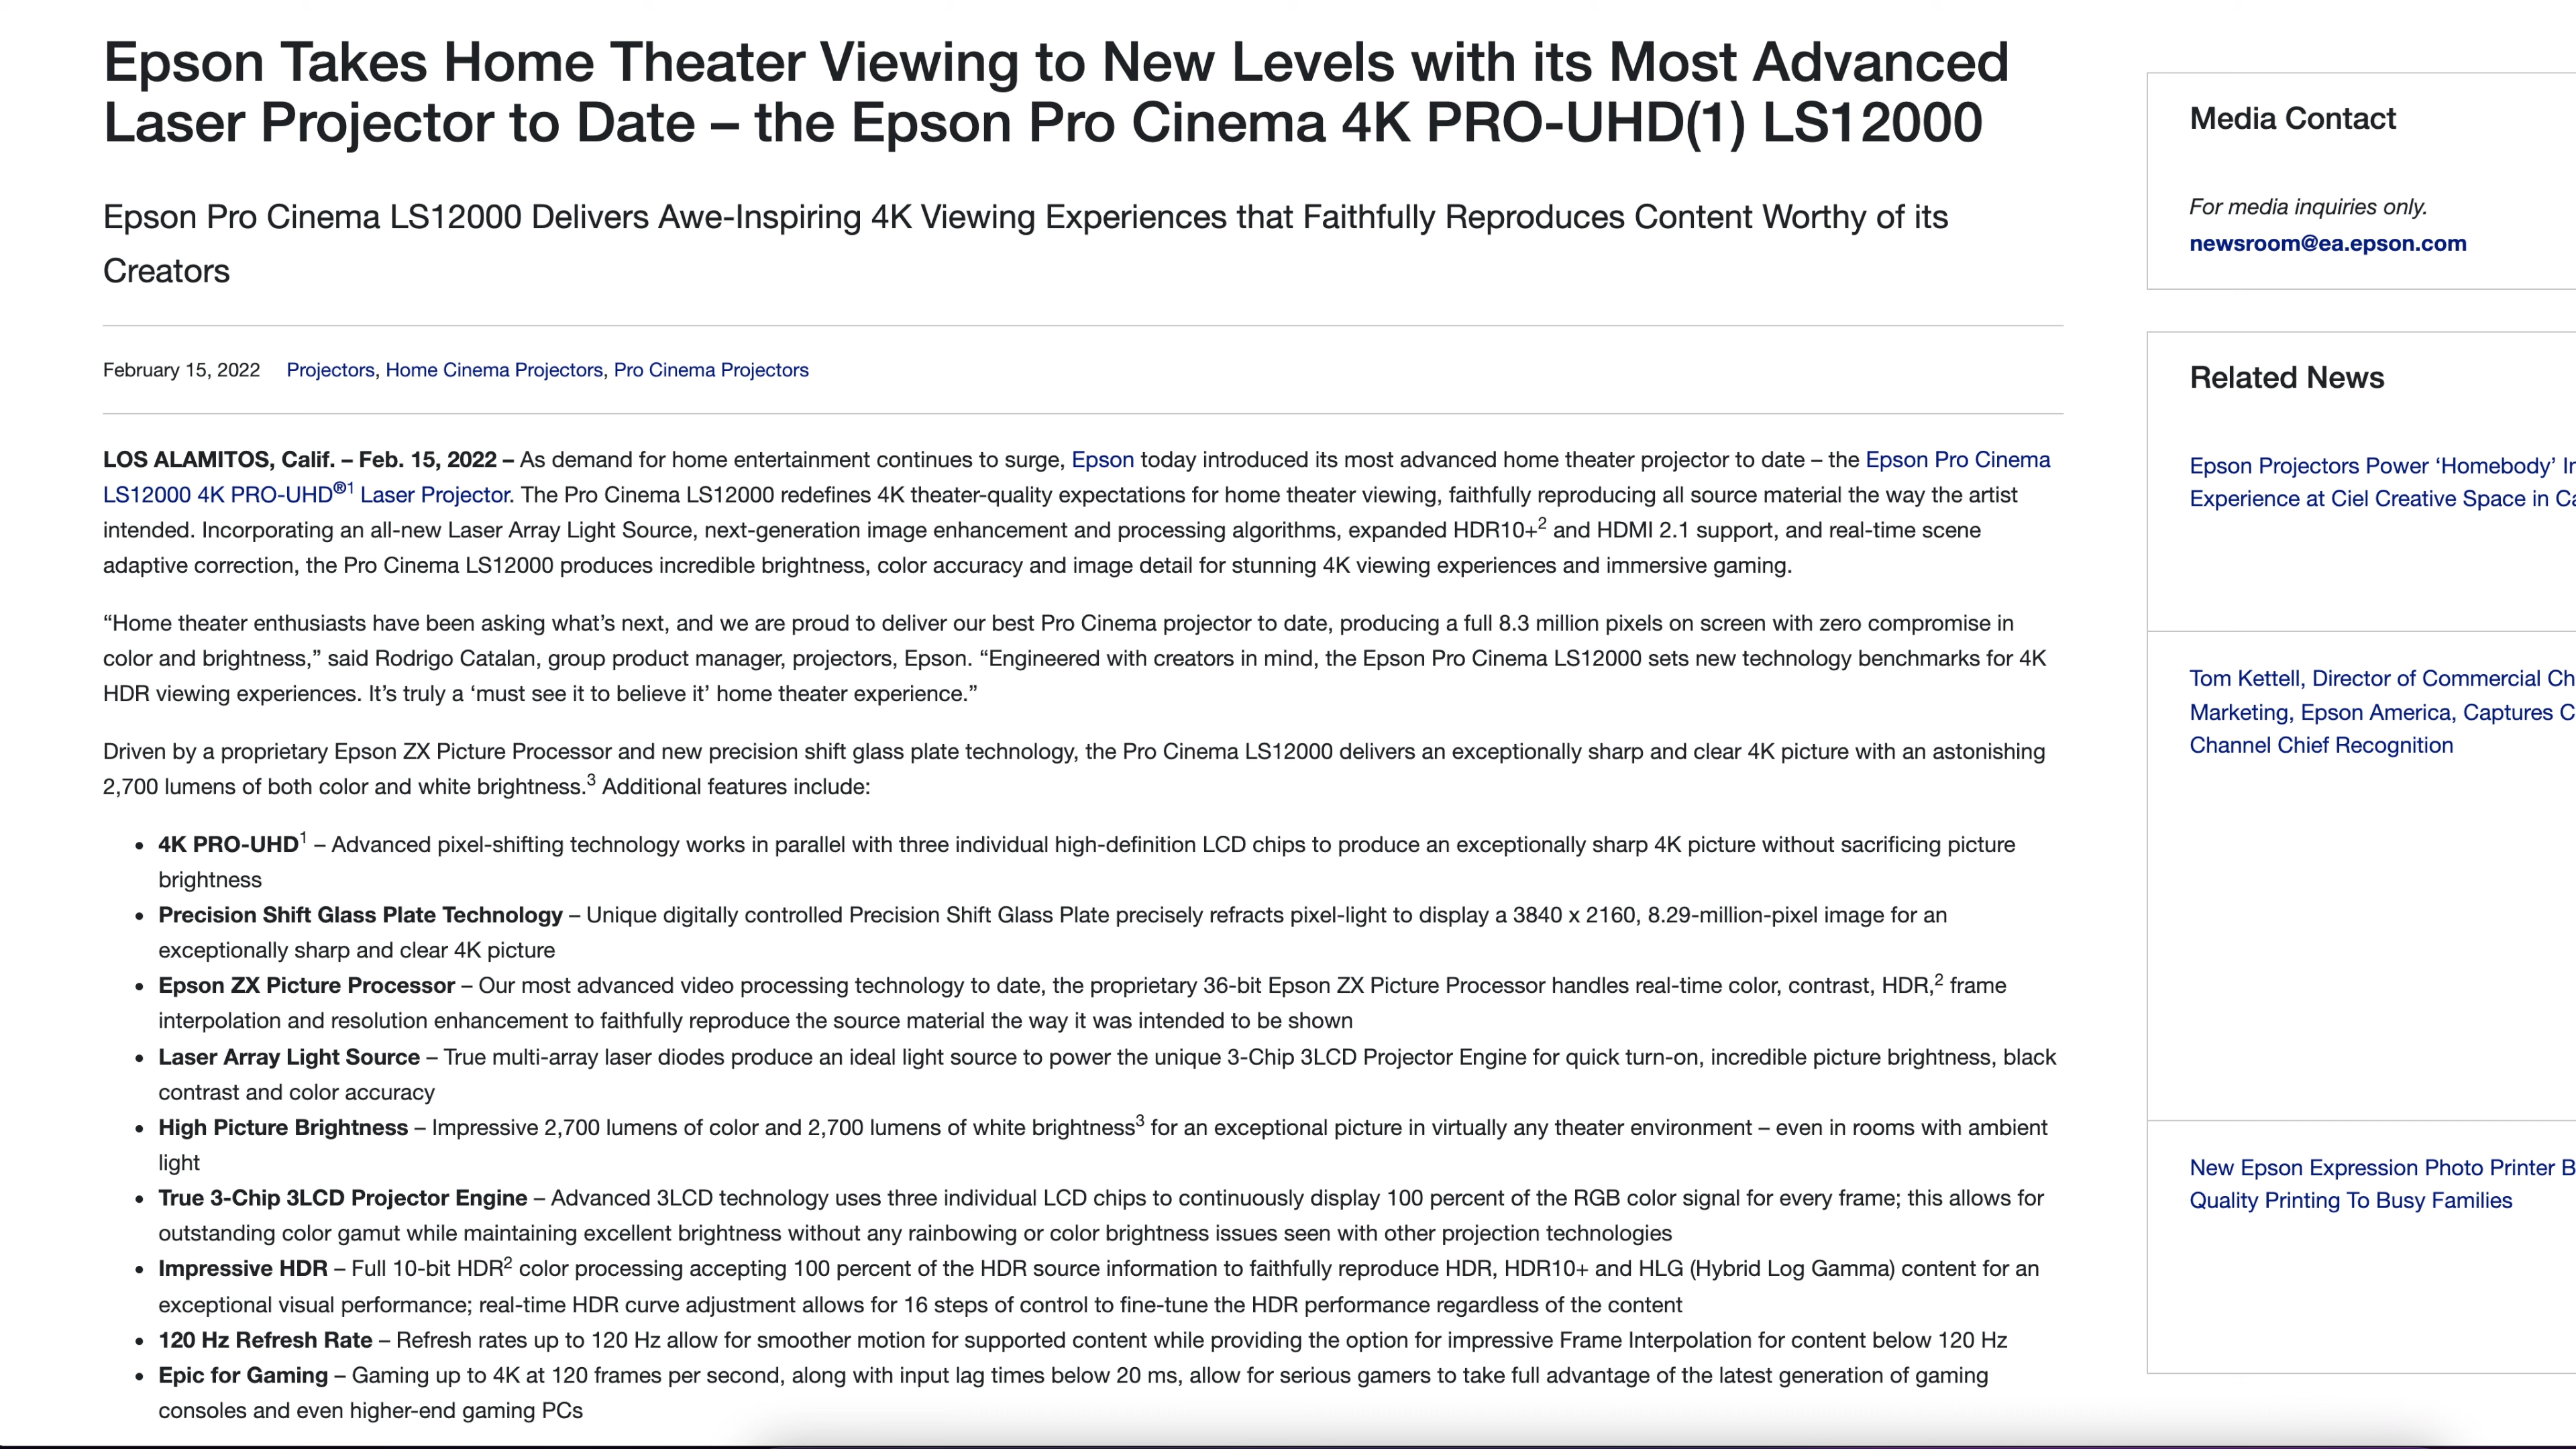 Epson Takes Home Theater Viewing to New Levels with its Most Advanced
Laser Projector to Date – the Epson Pro Cinema 4K PRO-UHD(1) LS12000
Epson Pro Cinema LS12000 Delivers Awe-Inspiring 4K Viewing Experiences that Faithfully Reproduces Content Worthy of its
Creators
February 15, 2022 Projectors, Home Cinema Projectors, Pro Cinema Projectors
LOS ALAMITOS, Calif. – Feb. 15, 2022 – As demand for home entertainment continues to surge, Epson today introduced its most advanced home theater projector to date – the Epson Pro Cinema
LS12000 4K PRO-UHD®¹ Laser Projector. The Pro Cinema LS12000 redefines 4K theater-quality expectations for home theater viewing, faithfully reproducing all source material the way the artist
intended. Incorporating an all-new Laser Array Light Source, next-generation image enhancement and processing algorithms, expanded HDR10+² and HDMI 2.1 support, and real-time scene
adaptive correction, the Pro Cinema LS12000 produces incredible brightness, color accuracy and image detail for stunning 4K viewing experiences and immersive gaming.
“Home theater enthusiasts have been asking what’s next, and we are proud to deliver our best Pro Cinema projector to date, producing a full 8.3 million pixels on screen with zero compromise in
color and brightness,” said Rodrigo Catalan, group product manager, projectors, Epson. “Engineered with creators in mind, the Epson Pro Cinema LS12000 sets new technology benchmarks for 4K
HDR viewing experiences. It’s truly a ‘must see it to believe it’ home theater experience.”
Driven by a proprietary Epson ZX Picture Processor and new precision shift glass plate technology, the Pro Cinema LS12000 delivers an exceptionally sharp and clear 4K picture with an astonishing
2,700 lumens of both color and white brightness.³ Additional features include:
• 4K PRO-UHD¹ – Advanced pixel-shifting technology works in parallel with three individual high-definition LCD chips to produce an exceptionally sharp 4K picture without sacrificing picture
brightness
• Precision Shift Glass Plate Technology – Unique digitally controlled Precision Shift Glass Plate precisely refracts pixel-light to display a 3840 x 2160, 8.29-million-pixel image for an
exceptionally sharp and clear 4K picture
• Epson ZX Picture Processor – Our most advanced video processing technology to date, the proprietary 36-bit Epson ZX Picture Processor handles real-time color, contrast, HDR,² frame
interpolation and resolution enhancement to faithfully reproduce the source material the way it was intended to be shown
• Laser Array Light Source – True multi-array laser diodes produce an ideal light source to power the unique 3-Chip 3LCD Projector Engine for quick turn-on, incredible picture brightness, black
contrast and color accuracy
• High Picture Brightness – Impressive 2,700 lumens of color and 2,700 lumens of white brightness³ for an exceptional picture in virtually any theater environment – even in rooms with ambient
light
• True 3-Chip 3LCD Projector Engine – Advanced 3LCD technology uses three individual LCD chips to continuously display 100 percent of the RGB color signal for every frame; this allows for
outstanding color gamut while maintaining excellent brightness without any rainbowing or color brightness issues seen with other projection technologies
• Impressive HDR – Full 10-bit HDR² color processing accepting 100 percent of the HDR source information to faithfully reproduce HDR, HDR10+ and HLG (Hybrid Log Gamma) content for an
exceptional visual performance; real-time HDR curve adjustment allows for 16 steps of control to fine-tune the HDR performance regardless of the content
• 120 Hz Refresh Rate – Refresh rates up to 120 Hz allow for smoother motion for supported content while providing the option for impressive Frame Interpolation for content below 120 Hz
• Epic for Gaming – Gaming up to 4K at 120 frames per second, along with input lag times below 20 ms, allow for serious gamers to take full advantage of the latest generation of gaming
consoles and even higher-end gaming PCs
Media Contact
For media inquiries only.
newsroom@ea.epson.com
Related News
Epson Projectors Power ‘Homebody’
Experience at Ciel Creative Space in
Tom Kettell, Director of Commercial
Marketing, Epson America, Captures
Channel Chief Recognition
New Epson Expression Photo Printer
Quality Printing To Busy Families